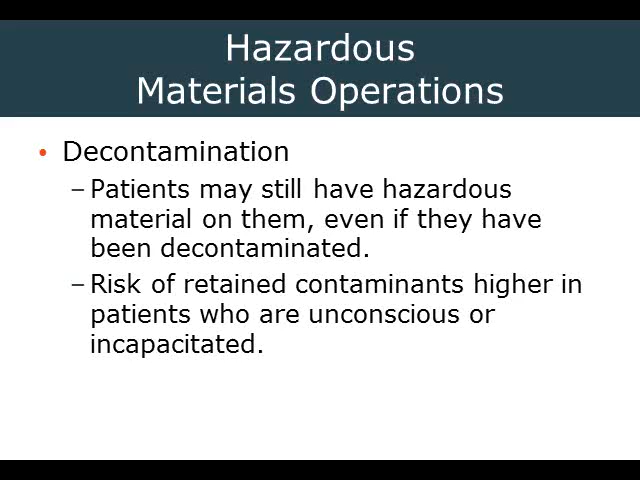 Hazardous
Materials Operations
• Decontamination
– Patients may still have hazardous
material on them, even if they have
been decontaminated.
– Risk of retained contaminants higher in
patients who are unconscious or
incapacitated.